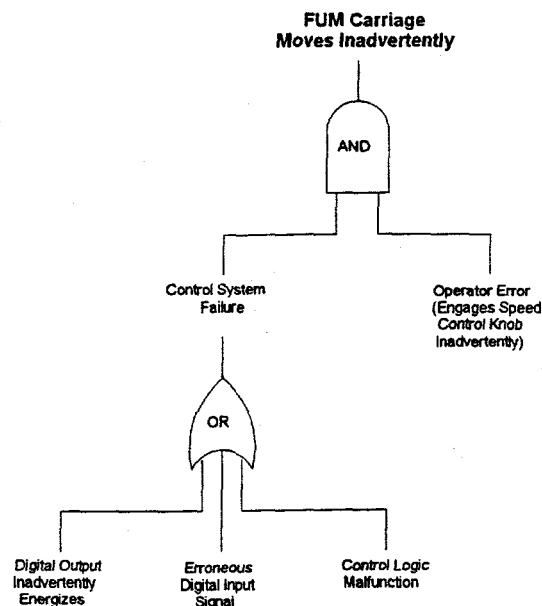 FUM Carriage
Moves Inadvertently
AND
Control System
Failure
Operator Error
(Engages Speed
Control Knob
Inadvertently)
OR
Digital Output
Inadvertently
Energizes
Erroneous
Digital Input
Signal
Control Logic
Malfunction